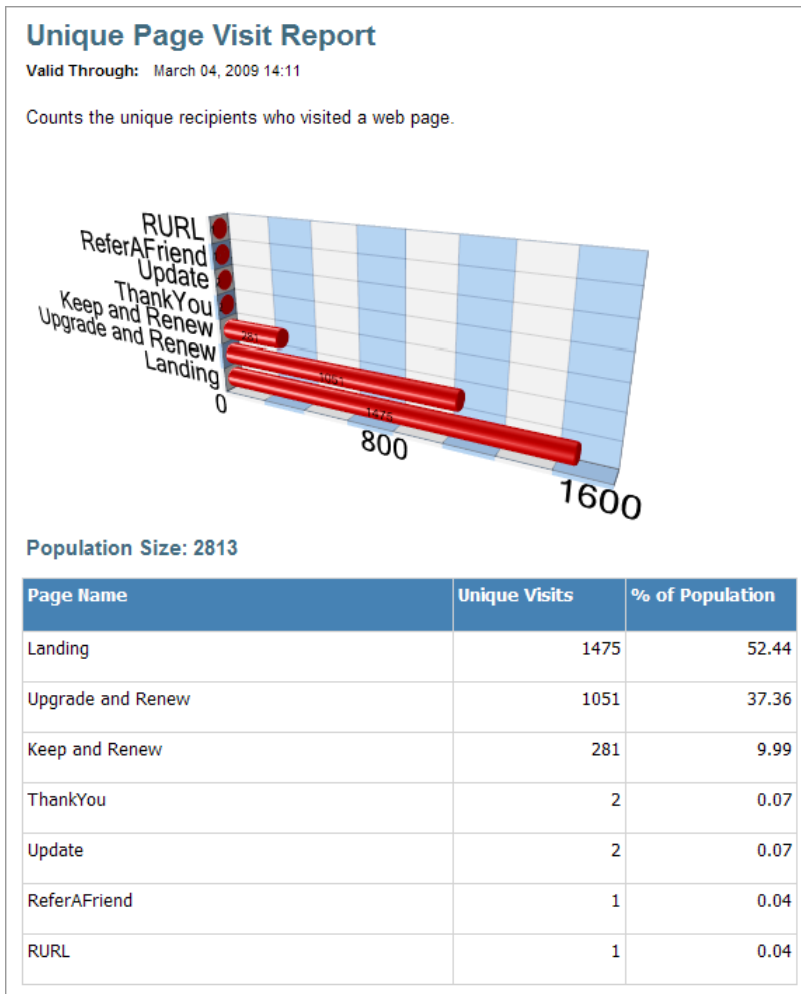 Unique Page Visit Report
Valid Through: March 04, 2009 14:11
Counts the unique recipients who visited a web page.
RURL
ReferAFriend
Update
ThankYou
Keep and Renew
Upgrade and Renew
Landing
281
1051
1475
0
800
1600
Population Size: 2813
Page Name Unique Visits % of Population
Landing 1475 52.44
Upgrade and Renew 1051 37.36
Keep and Renew 281 9.99
ThankYou 2 0.07
Update 2 0.07
ReferAFriend 1 0.04
RURL 1 0.04